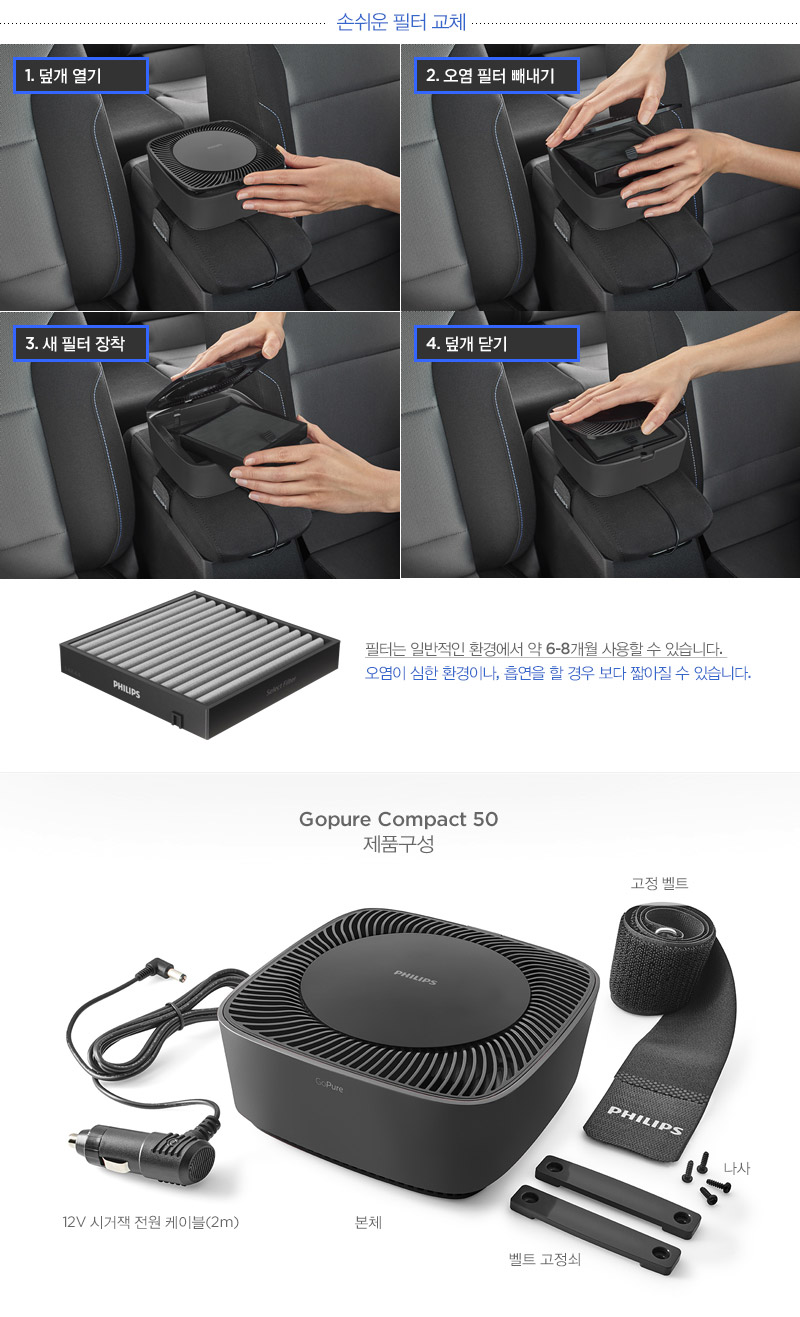 손쉬운 필터 교체
1. 덮개 열기
2. 오염 필터 빼내기
PHILIPS
3. 새 필터 장착
4. 덮개 닫기
필터는 일반적인 환경에서 약 6-8개월 사용할 수 있습니다.
오염이 심한 환경이나, 흡연을 할 경우 보다 짧아질 수 있습니다.
PHILIPS
Select Filter
Gopure Compact 50
제품구성
고정 벨트
PHILIPS
GoPure
PHILIPS
나사
12V 시거잭 전원 케이블(2m)
본체
벨트 고정쇠